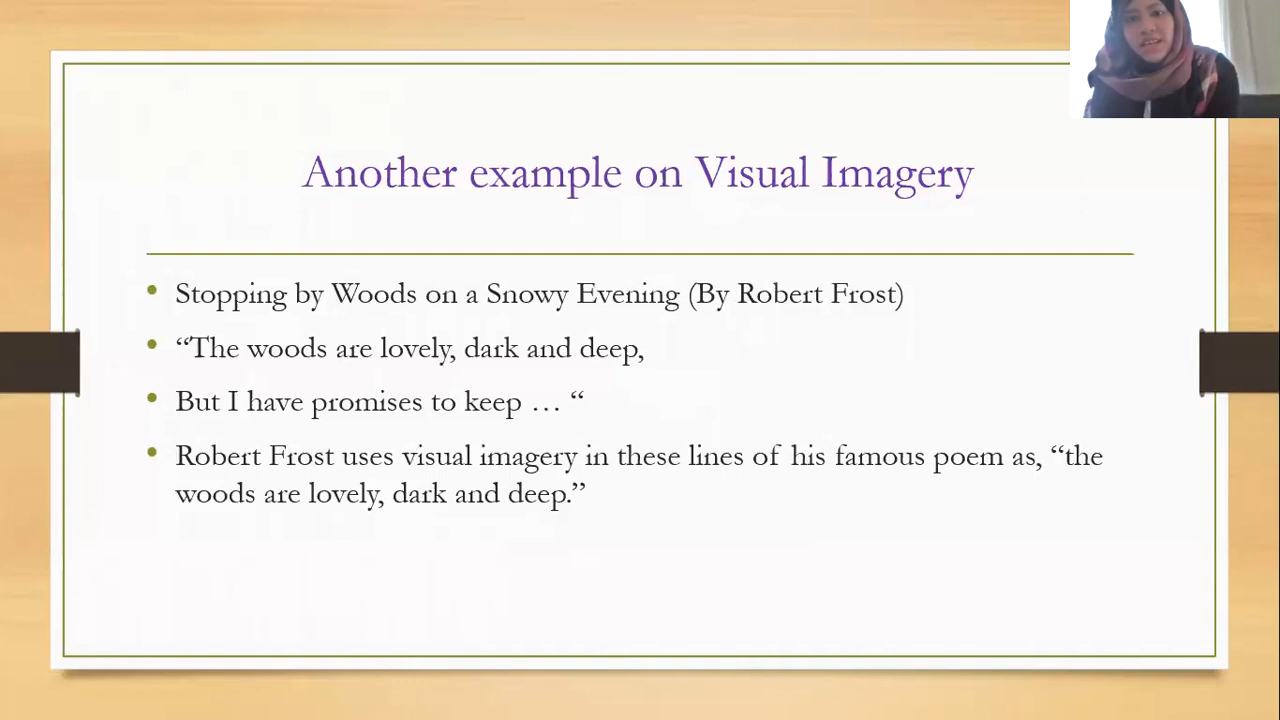 Another example on Visual Imagery
• Stopping by Woods on a Snowy Evening (By Robert Frost)
• “The woods are lovely, dark and deep,
• But I have promises to keep … “
• Robert Frost uses visual imagery in these lines of his famous poem as, “the
woods are lovely, dark and deep.”